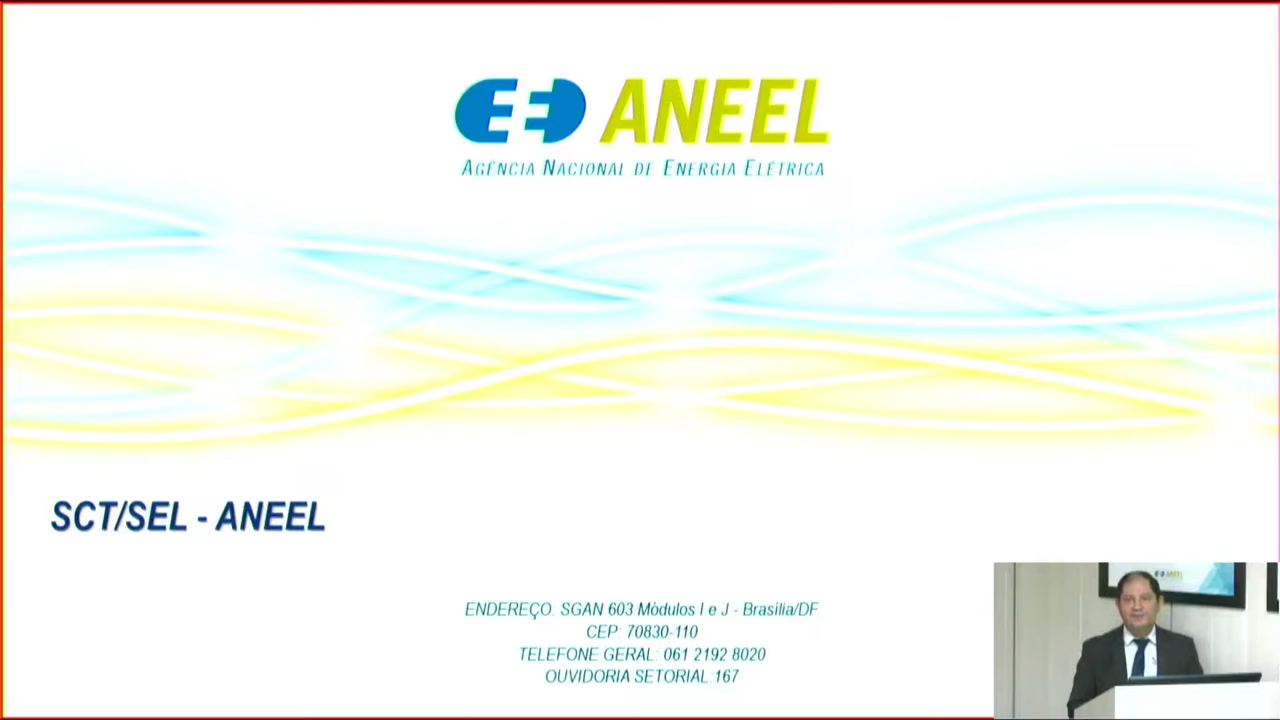 ANEEL
AGÊNCIA NACIONAL DE ENERGIA ELÉTRICA
SCT/SEL - ANEEL
ENDEREÇO: SGAN 603 Módulos I e J - Brasília/DF
CEP: 70830-110
TELEFONE GERAL: 061 2192 8020
OUVIDORIA SETORIAL:167
ANEEL